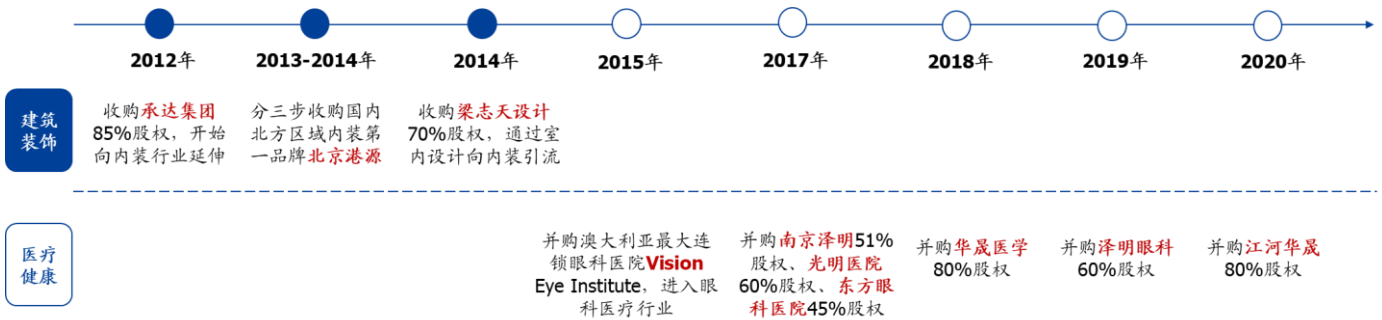 2012年
2013-2014年
2014年
2015年
2017年
2018年
2019年
2020年
建筑
装饰
收购承达集团
85%股权，开始
向内装行业延伸
分三步收购国内
北方区域内装第
一品牌北京港源
收购梁志天设计
70%股权，通过室
内设计向内装引流
医疗
健康
并购澳大利亚最大连
锁眼科医院Vision
Eye Institute，进入眼
科医疗行业
并购南京泽明51%
股权、光明医院
60%股权、东方眼
科医院45%股权
并购华晟医学
80%股权
并购泽明眼科
60%股权
并购江河华晟
80%股权